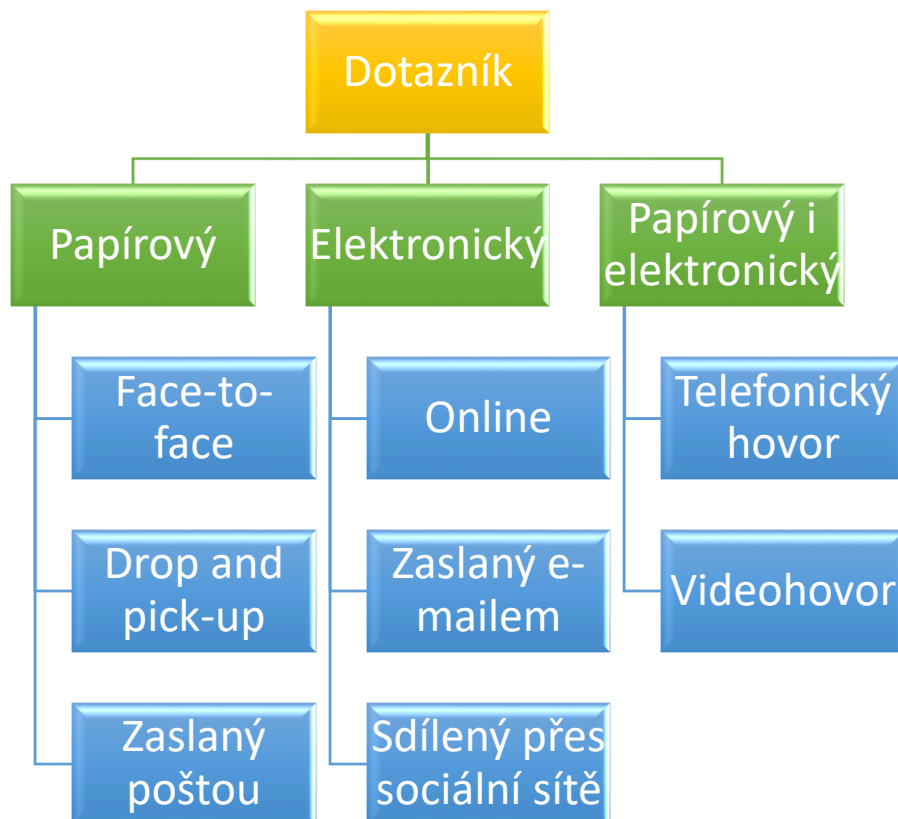 Dotazník
Papírový
Elektronický
Papírový i
elektronický
Face-to-
face
Online
Telefonický
hovor
Drop and
pick-up
Zaslaný e-
mailem
Videohovor
Zaslaný
poštou
Sdílený přes
sociální sítě